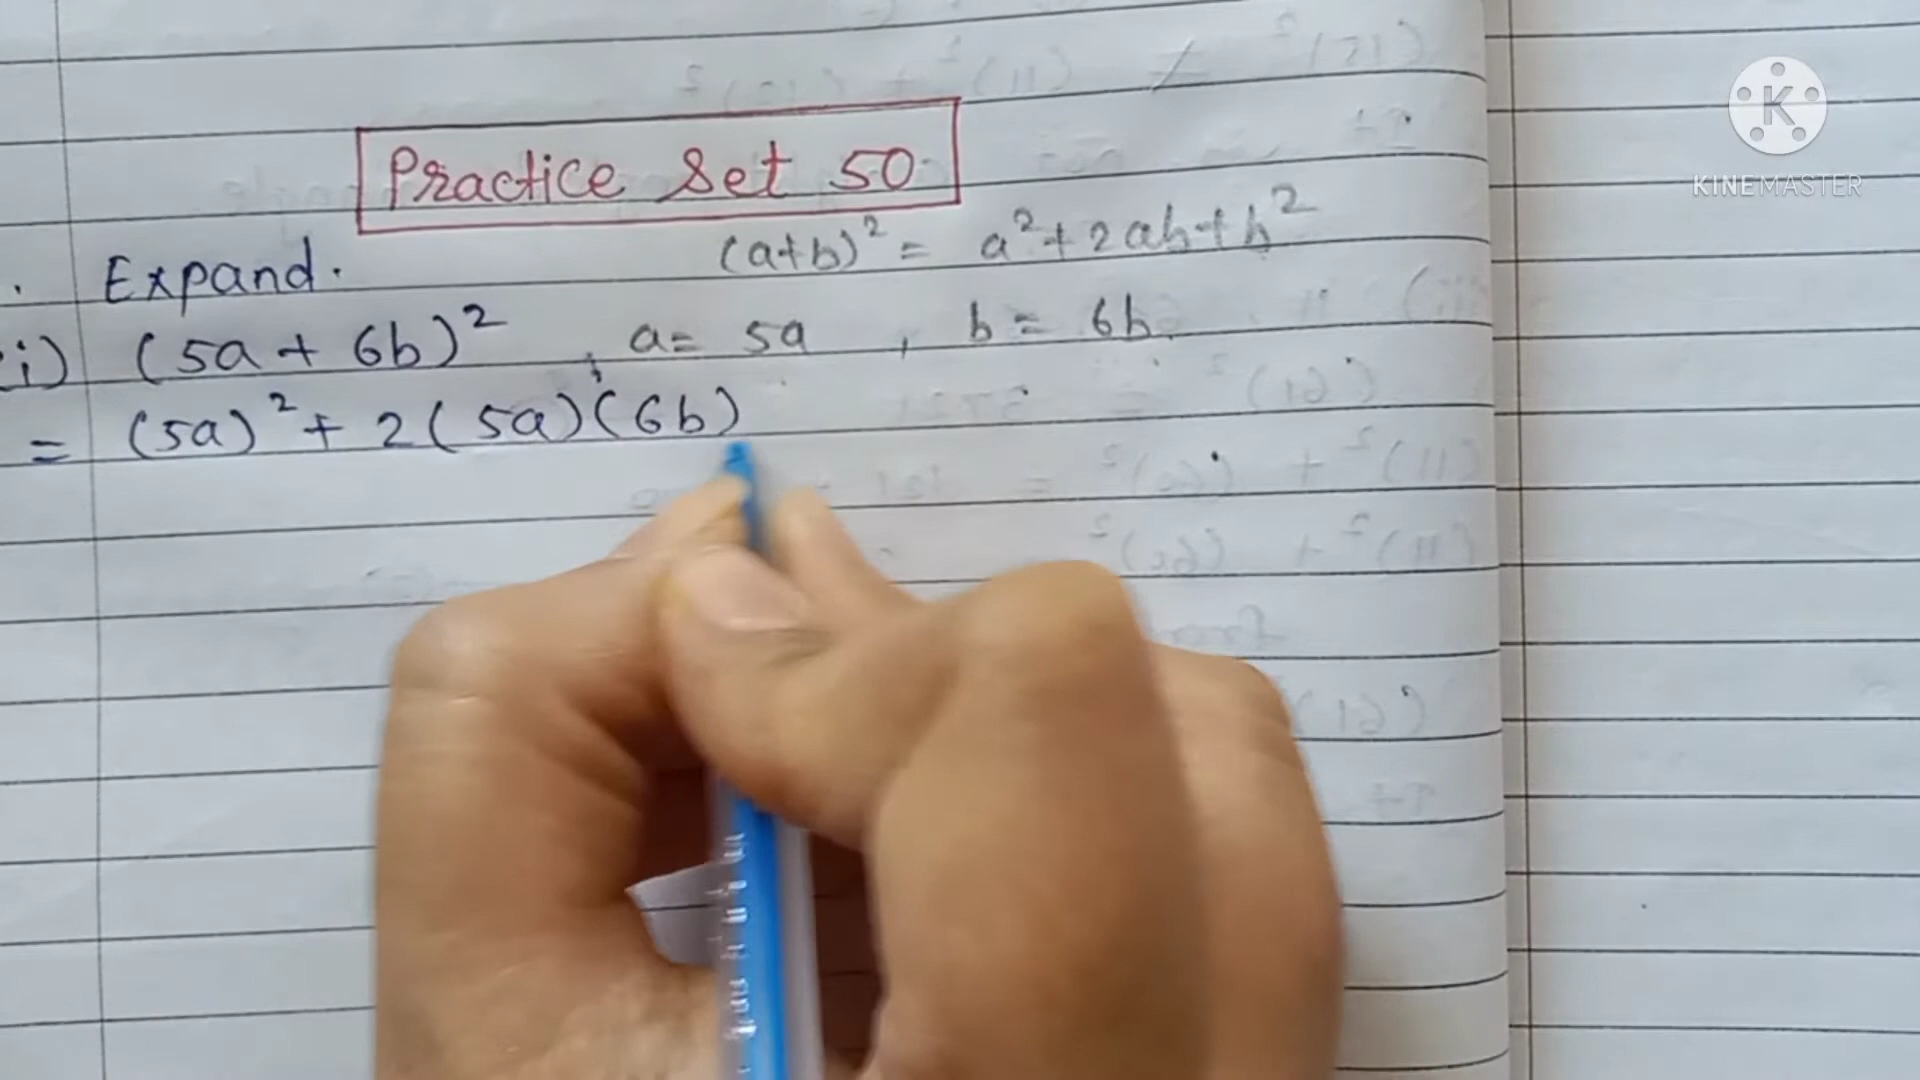 Practice Set 50
(a+b)² = a²+2ab+b²
Expand.
i) (5a + 6b)² , a= 5a , b= 6b.
= (5a)² + 2(5a)(6b)
KINEMASTER